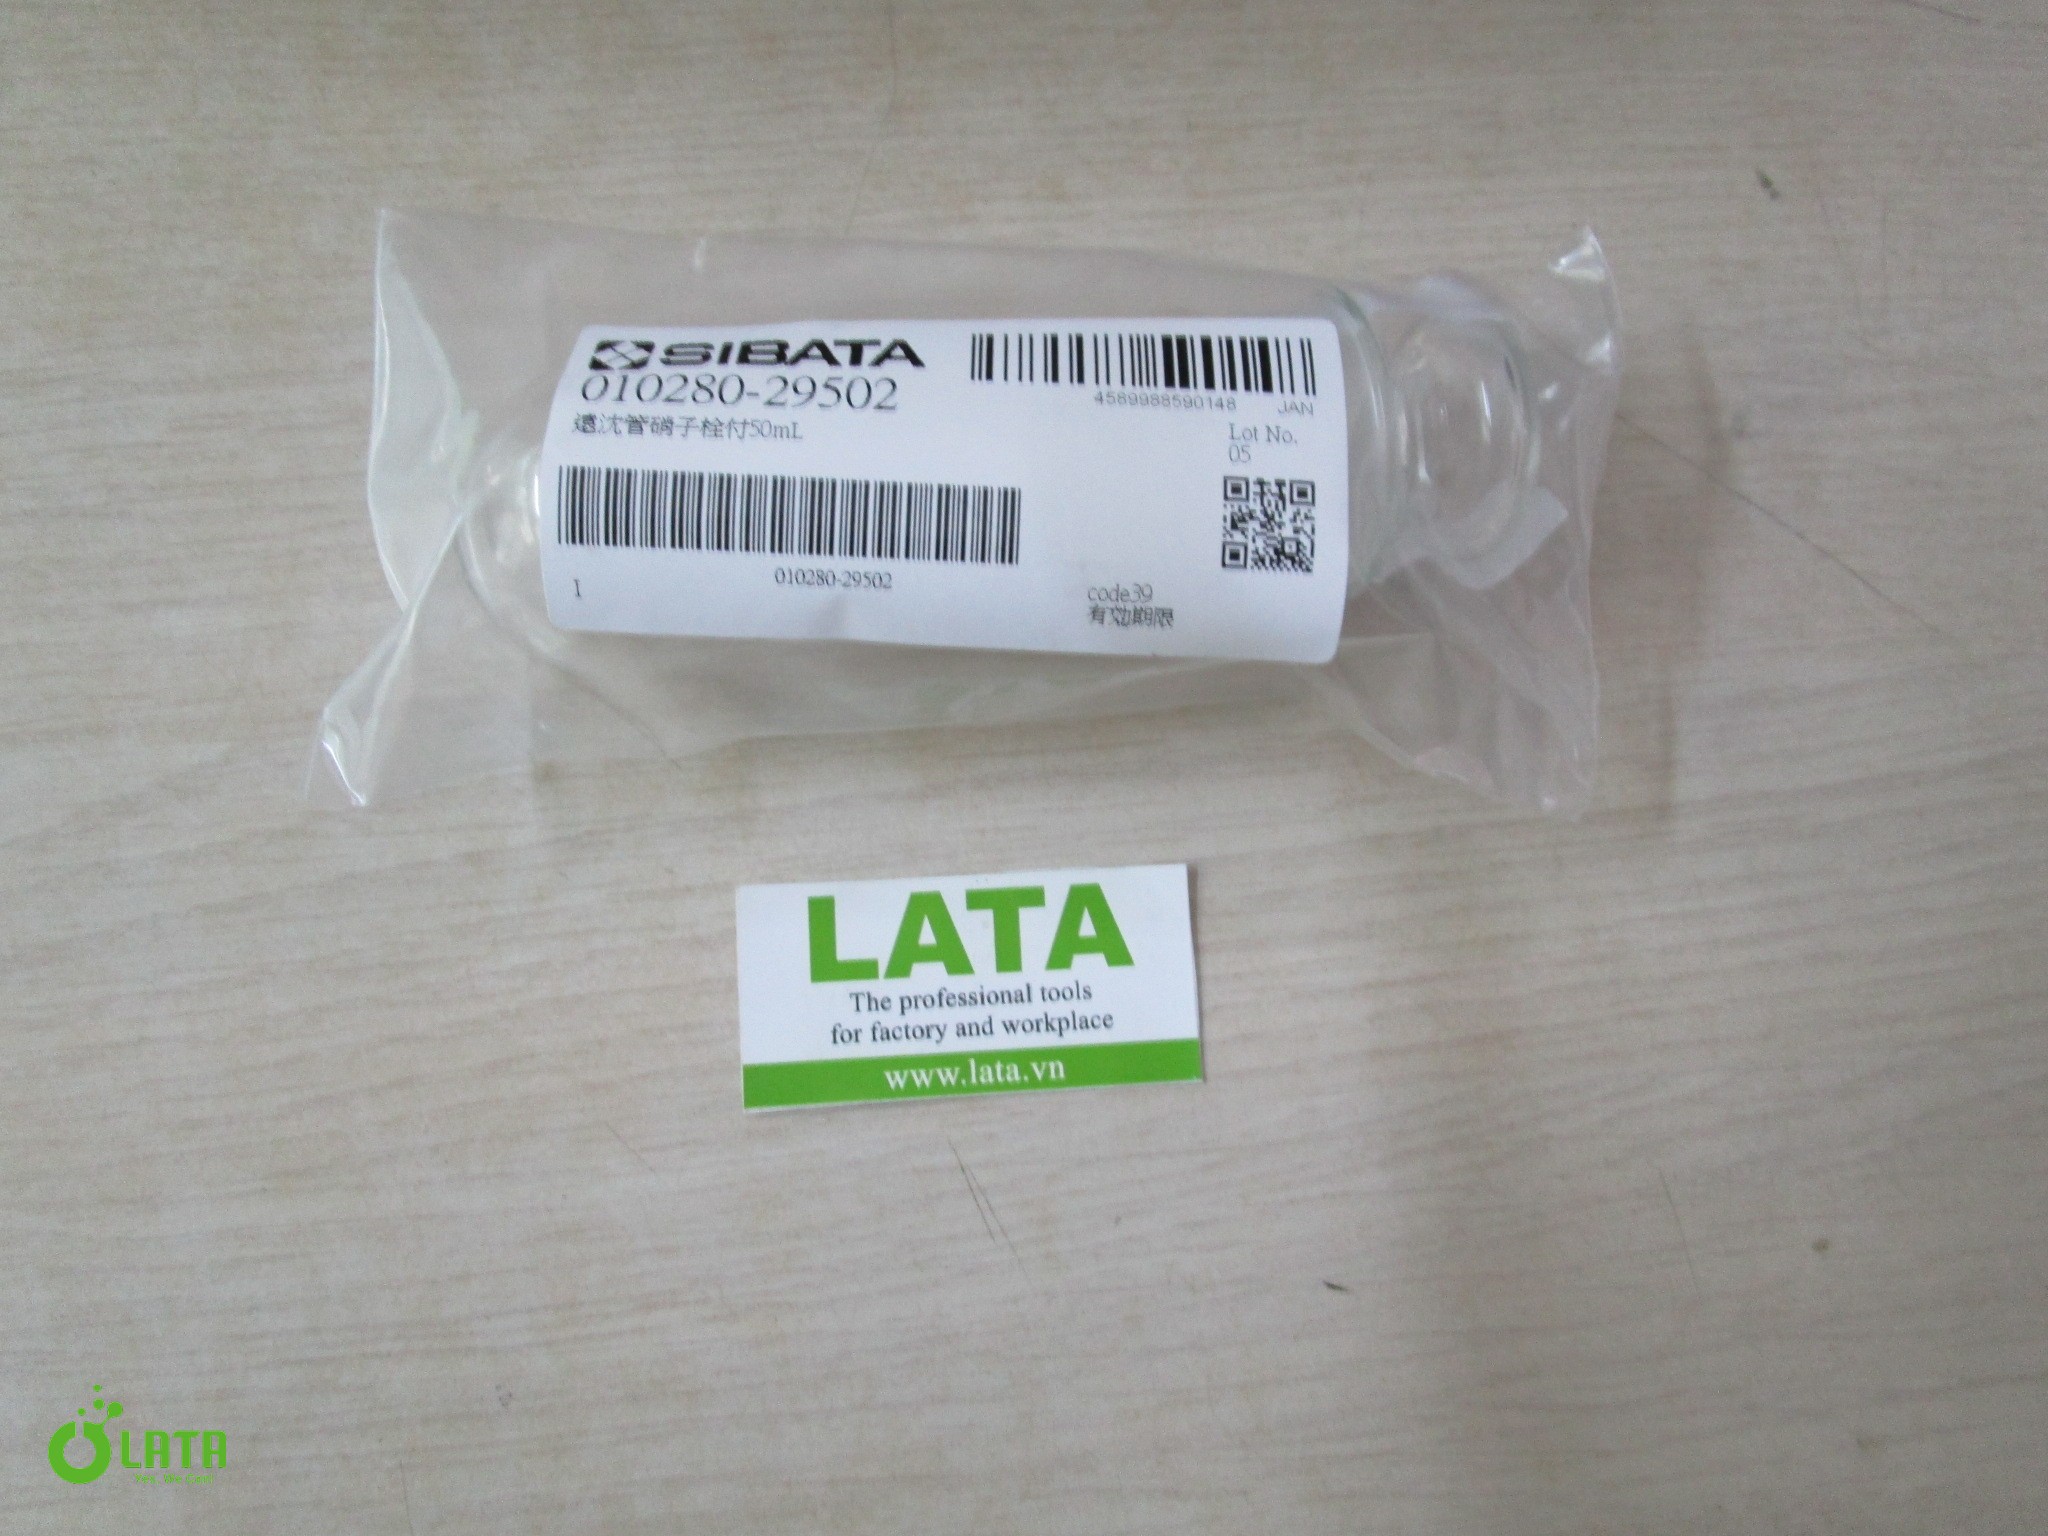 SIBATA
010280-29502
遠沈管硝子栓付50mL
4589988590148 JAN
Lot No.
05
010280-29502
1
code39
有効期限
LATA
The professional tools
for factory and workplace
www.lata.vn
LATA